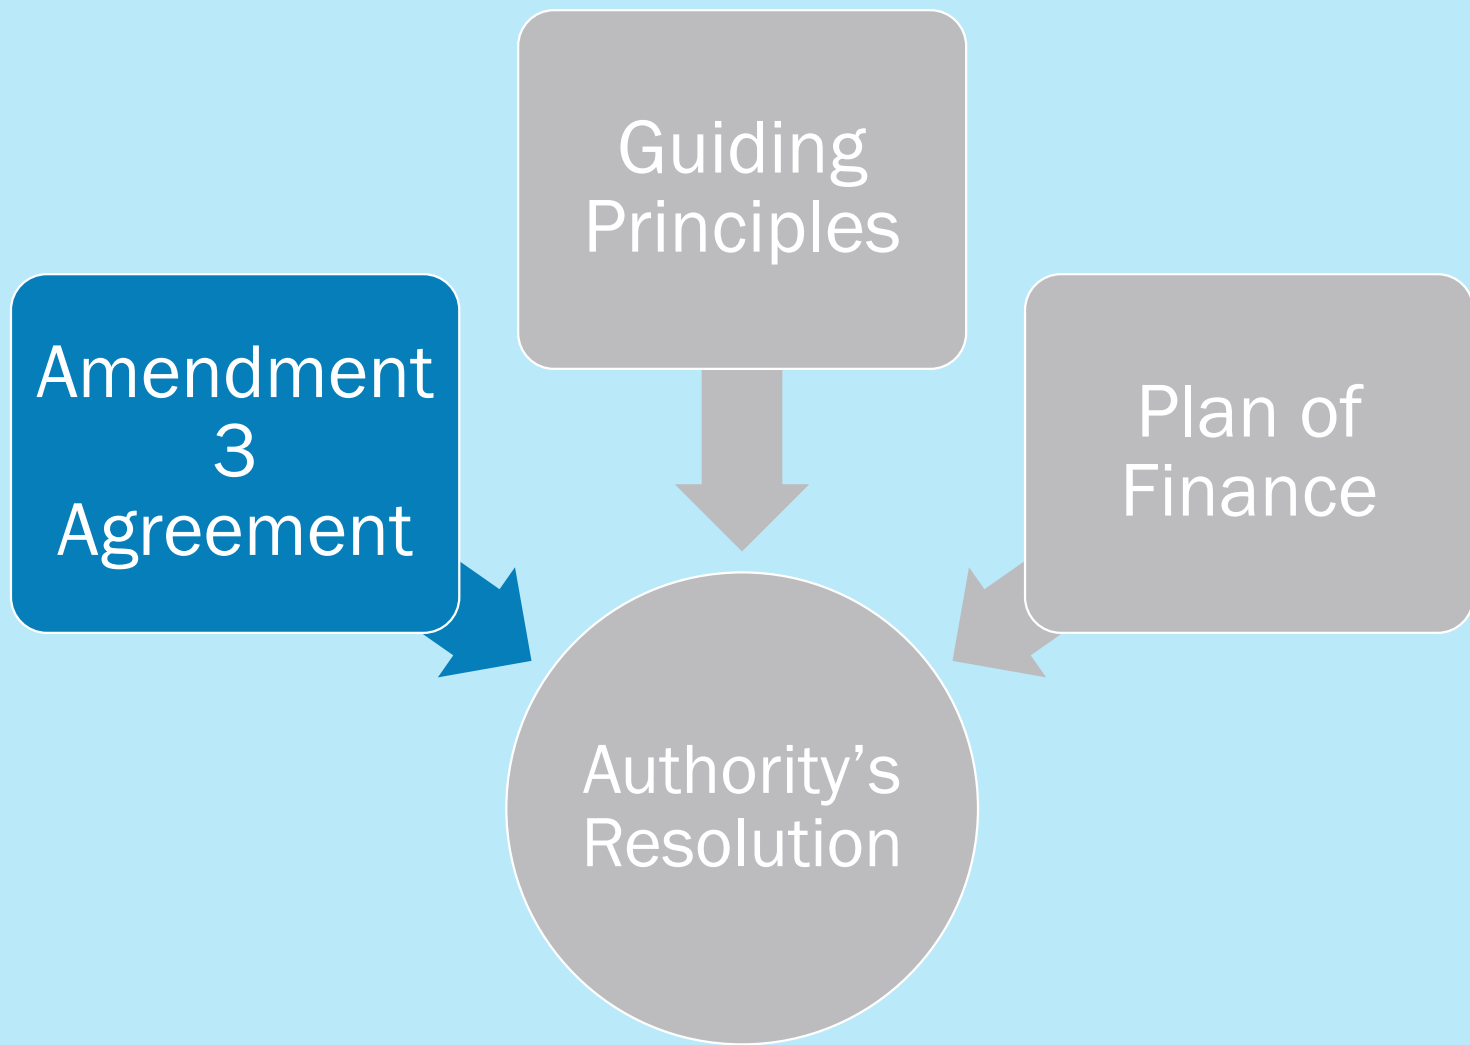 Guiding
Principles
Amendment
3
Agreement
Plan of
Finance
Authority’s
Resolution